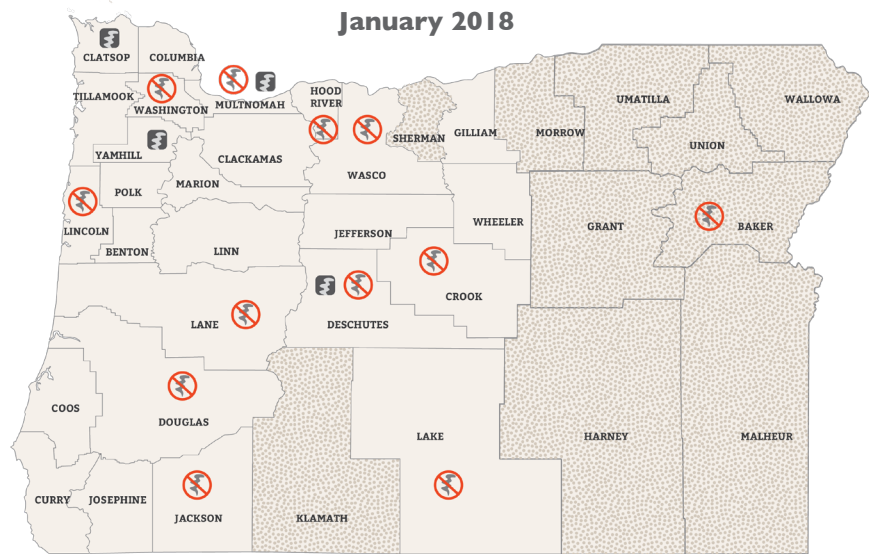 January 2018
CLATSOP
COLUMBIA
TILLAMOOK
WASHINGTON
MULTNOMAH
HOOD
RIVER
SHERMAN
GILLIAM
MORROW
UMATILLA
UNION
WALLOWA
YAMHILL
CLACKAMAS
WASCO
POLK
MARION
LINCOLN
BENTON
LINN
JEFFERSON
WHEELER
GRANT
BAKER
LANE
DESCHUTES
CROOK
COOS
DOUGLAS
LAKE
HARNEY
MALHEUR
CURRY
JOSEPHINE
JACKSON
KLAMATH